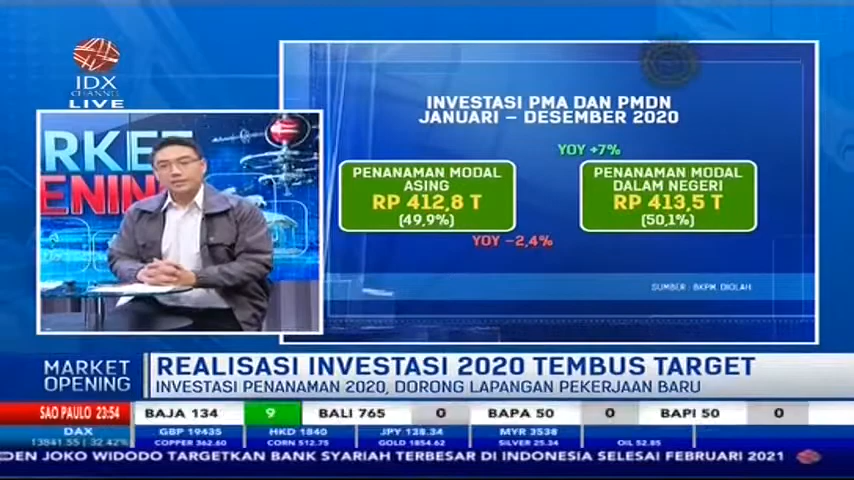 IDX
CHANNEL
LIVE
RKET
ENING
INVESTASI PMA DAN PMDN
JANUARI – DESEMBER 2020
YOY +7%
PENANAMAN MODAL
ASING
RP 412,8 T
(49,9%)
PENANAMAN MODAL
DALAM NEGERI
RP 413,5 T
(50,1%)
YOY –2,4%
SUMBER : BKPM, DIOLAH
MARKET
OPENING
REALISASI INVESTASI 2020 TEMBUS TARGET
INVESTASI PENANAMAN 2020, DORONG LAPANGAN PEKERJAAN BARU
SAO PAULO 23:54
BAJA 134 9 BALI 765 0 BAPA 50 0 BAPI 50 0
DAX
13841.55 | 32.42%
GBP 19435 HKD 1840 JPY 128.34 MYR 3538
COPPER 362.60 CORN 512.75 GOLD 1854.62 SILVER 25.34 OIL 52.85
DEN JOKO WIDODO TARGETKAN BANK SYARIAH TERBESAR DI INDONESIA SELESAI FEBRUARI 2021